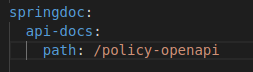 springdoc:
  api-docs:
    path: /policy-openapi